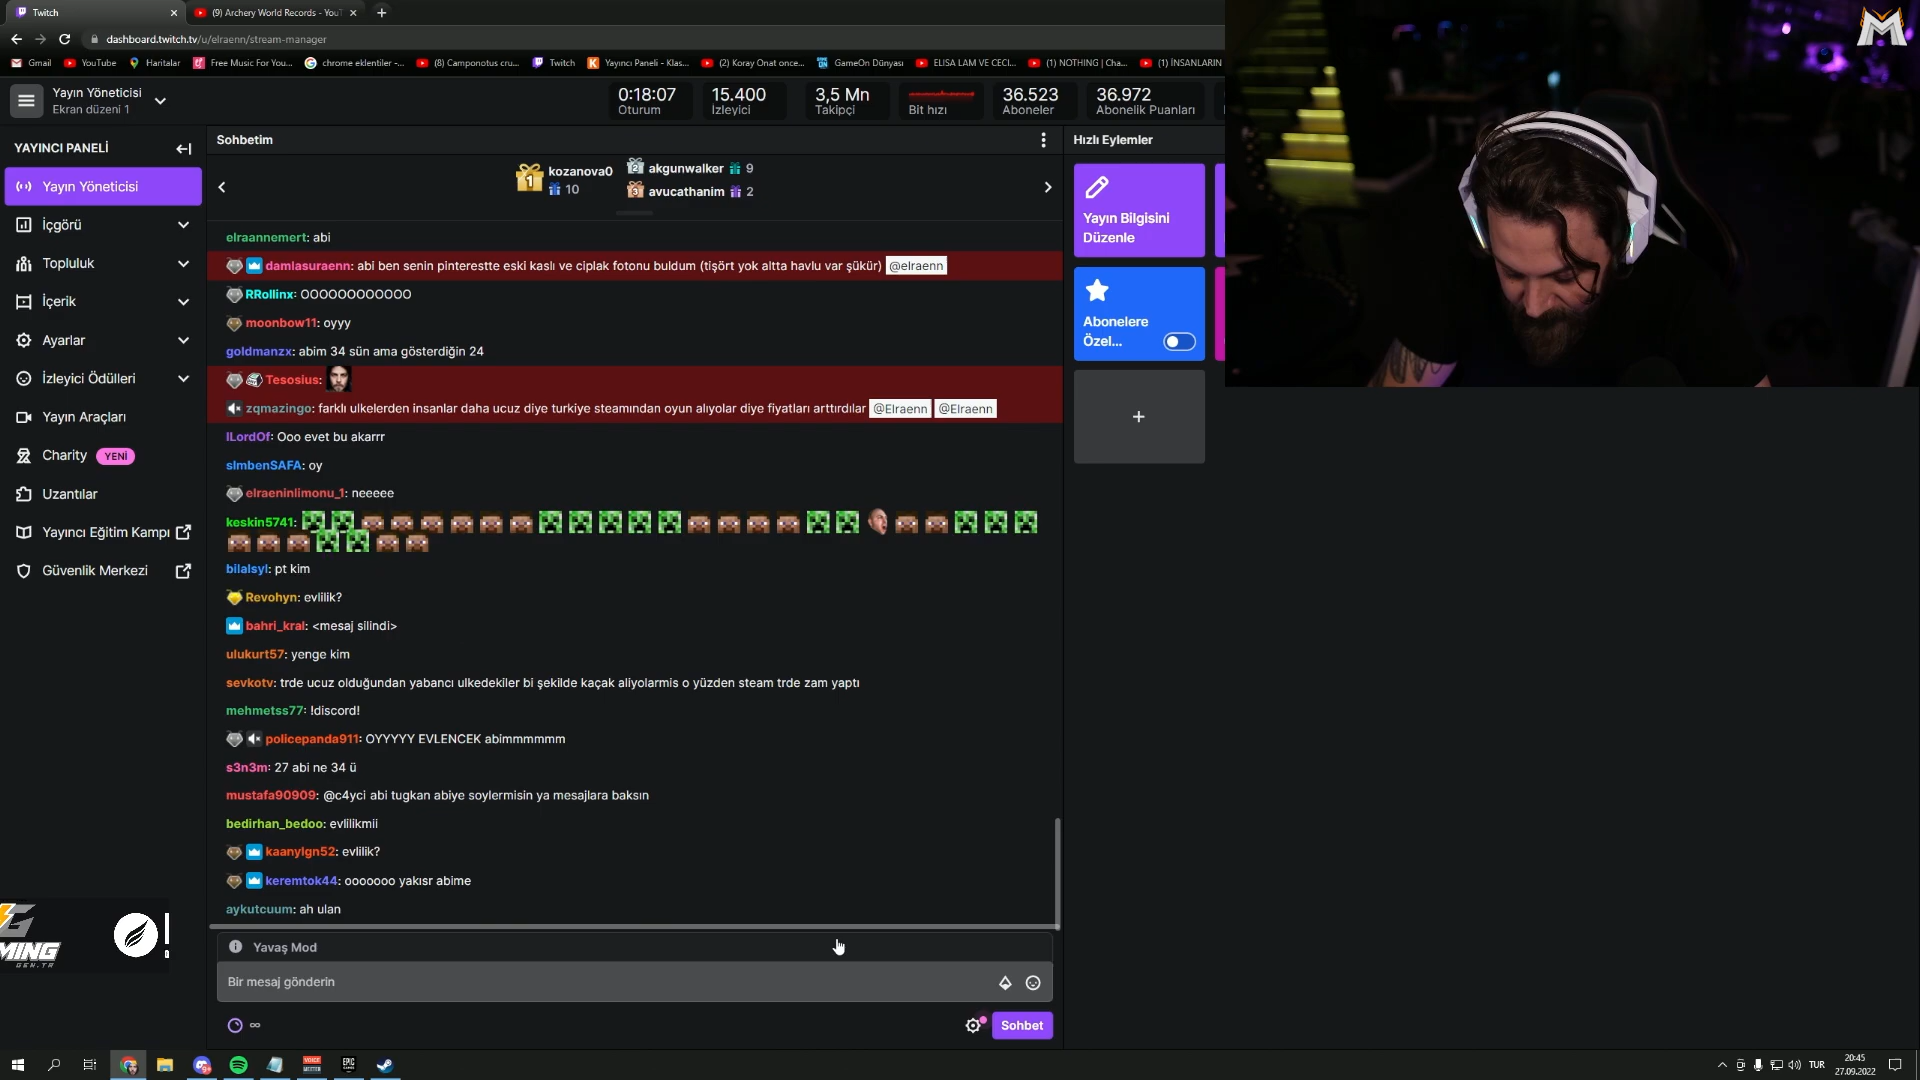 Twitch
(9) Archery World Records - YouT
dashboard.twitch.tv/u/elraenn/stream-manager
Gmail
YouTube
Haritalar
Free Music For You...
chrome eklentiler -...
(8) Camponotus cru...
Twitch
Yayıncı Paneli - Klas...
(2) Koray Onat once...
GameOn Dünyası
ELISA LAM VE CECI...
(1) NOTHING | Cha...
(1) İNSANLARIN
Yayın Yöneticisi
Ekran düzeni 1
0:18:07
Oturum
15.400
İzleyici
3,5 Mn
Takipçi
Bit hızı
36.523
Aboneler
36.972
Abonelik Puanları
YAYINCI PANELİ
Yayın Yöneticisi
İçgörü
Topluluk
İçerik
Ayarlar
İzleyici Ödülleri
Yayın Araçları
Charity YENİ
Uzantılar
Yayıncı Eğitim Kampı
Güvenlik Merkezi
MING
GEN.TR
Sohbetim
1 kozanova0
10
2 akgunwalker 9
3 avucathanim 2
elraannemert: abi
damlasuraenn: abi ben senin pinterestte eski kaslı ve ciplak fotonu buldum (tişört yok altta havlu var şükür) @elraenn
RRollinx: OOOOOOOOOOOO
moonbow11: oyyy
goldmanzx: abim 34 sün ama gösterdiğin 24
Tesosius:
zqmazingo: farklı ulkelerden insanlar daha ucuz diye turkiye steamından oyun alıyolar diye fiyatları arttırdılar @Elraenn @Elraenn
ILordOf: Ooo evet bu akarrr
slmbenSAFA: oy
elraeninlimonu_1: neeeee
keskin5741:
bilalsyl: pt kim
Revohyn: evlilik?
bahri_kral: <mesaj silindi>
ulukurt57: yenge kim
sevkotv: trde ucuz olduğundan yabancı ulkedekiler bi şekilde kaçak aliyolarmis o yüzden steam trde zam yaptı
mehmetss77: !discord!
policepanda911: OYYYYY EVLENCEK abimmmmmm
s3n3m: 27 abi ne 34 ü
mustafa90909: @c4yci abi tugkan abiye soylermisin ya mesajlara baksın
bedirhan_bedoo: evlilikmii
kaanylgn52: evlilik?
keremtok44: ooooooo yakısr abime
aykutcuum: ah ulan
Yavaş Mod
Bir mesaj gönderin
Sohbet
Hızlı Eylemler
Yayın Bilgisini
Düzenle
Abonelere
Özel...
TUR
20:45
27.09.2022